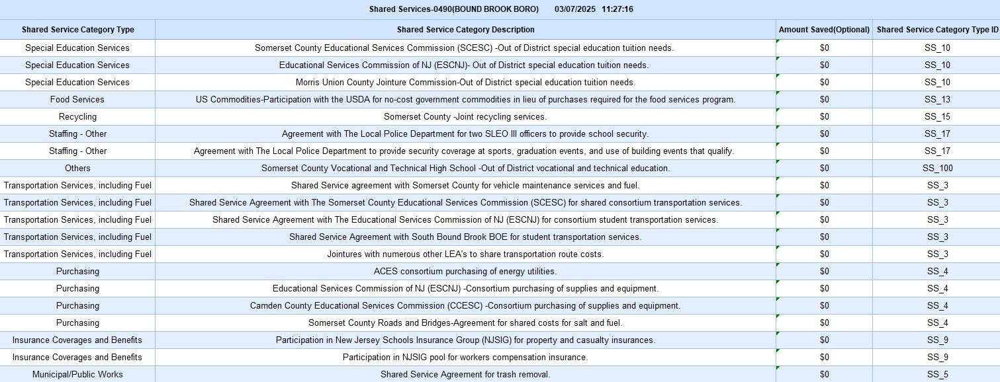 Shared Services-0490(BOUND BROOK BORO) 03/07/2025 11:27:16
Shared Service Category Type Shared Service Category Description Amount Saved(Optional) Shared Service Category Type ID
Special Education Services Somerset County Educational Services Commission (SCESC) -Out of District special education tuition needs. $0 SS_10
Special Education Services Educational Services Commission of NJ (ESCNJ)- Out of District special education tuition needs. $0 SS_10
Special Education Services Morris Union County Jointure Commission-Out of District special education tuition needs. $0 SS_10
Food Services US Commodities-Participation with the USDA for no-cost government commodities in lieu of purchases required for the food services program. $0 SS_13
Recycling Somerset County -Joint recycling services. $0 SS_15
Staffing - Other Agreement with The Local Police Department for two SLEO III officers to provide school security. $0 SS_17
Staffing - Other Agreement with The Local Police Department to provide security coverage at sports, graduation events, and use of building events that qualify. $0 SS_17
Others Somerset County Vocational and Technical High School -Out of District vocational and technical education. $0 SS_100
Transportation Services, including Fuel Shared Service agreement with Somerset County for vehicle maintenance services and fuel. $0 SS_3
Transportation Services, including Fuel Shared Service Agreement with The Somerset County Educational Services Commission (SCESC) for shared consortium transportation services. $0 SS_3
Transportation Services, including Fuel Shared Service Agreement with The Educational Services Commission of NJ (ESCNJ) for consortium student transportation services. $0 SS_3
Transportation Services, including Fuel Shared Service Agreement with South Bound Brook BOE for student transportation services. $0 SS_3
Transportation Services, including Fuel Jointures with numerous other LEA's to share transportation route costs. $0 SS_3
Purchasing ACES consortium purchasing of energy utilities. $0 SS_4
Purchasing Educational Services Commission of NJ (ESCNJ) -Consortium purchasing of supplies and equipment. $0 SS_4
Purchasing Camden County Educational Services Commission (CCESC) -Consortium purchasing of supplies and equipment. $0 SS_4
Purchasing Somerset County Roads and Bridges-Agreement for shared costs for salt and fuel. $0 SS_4
Insurance Coverages and Benefits Participation in New Jersey Schools Insurance Group (NJSIG) for property and casualty insurances. $0 SS_9
Insurance Coverages and Benefits Participation in NJSIG pool for workers compensation insurance. $0 SS_9
Municipal/Public Works Shared Service Agreement for trash removal. $0 SS_5